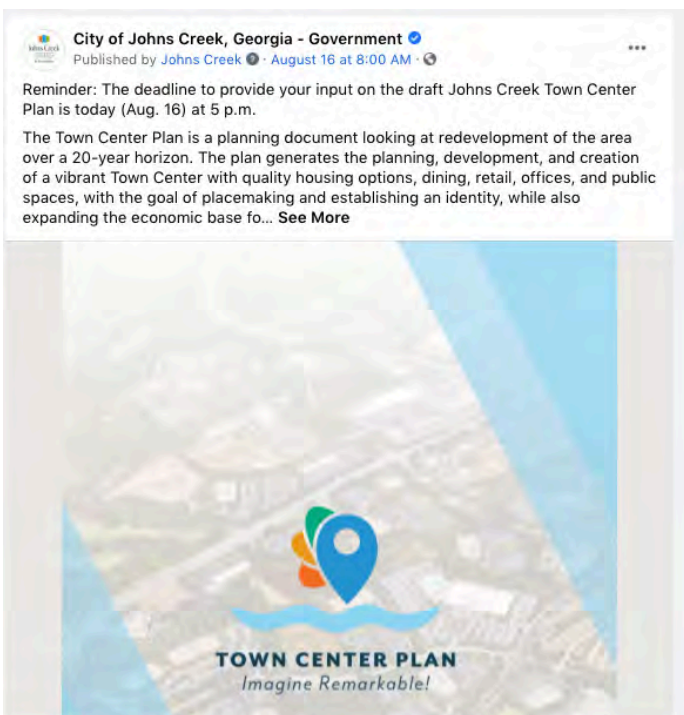 City of Johns Creek, Georgia - Government
Published by Johns Creek · August 16 at 8:00 AM ·
Reminder: The deadline to provide your input on the draft Johns Creek Town Center
Plan is today (Aug. 16) at 5 p.m.
The Town Center Plan is a planning document looking at redevelopment of the area
over a 20-year horizon. The plan generates the planning, development, and creation
of a vibrant Town Center with quality housing options, dining, retail, offices, and public
spaces, with the goal of placemaking and establishing an identity, while also
expanding the economic base fo... See More
TOWN CENTER PLAN
Imagine Remarkable!